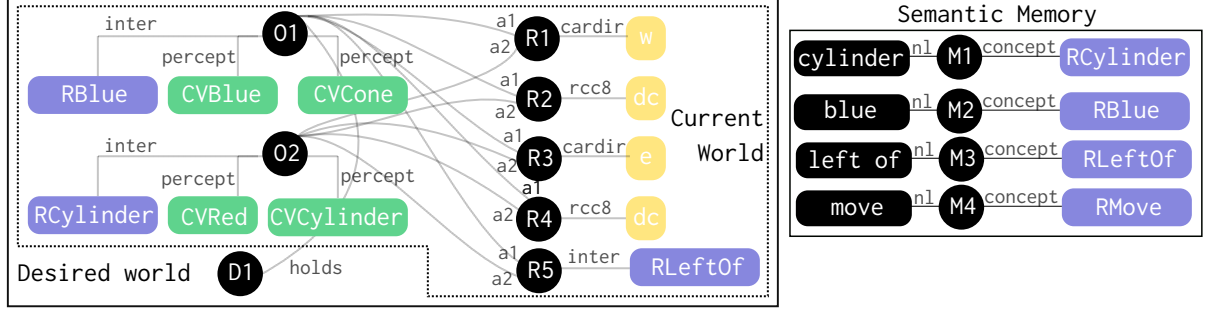 inter
O1
percept
percept
RBlue
CVBlue
CVCone
inter
O2
percept
percept
RCylinder
CVRed
CVCylinder
Desired world
D1
holds
a1
a2
R1
cardir
w
a1
a2
R2
rcc8
dc
a1
a2
R3
cardir
e
a1
a2
R4
rcc8
dc
a1
a2
R5
inter
RLeftOf
Current
World
Semantic Memory
cylinder nl M1 concept RCylinder
blue nl M2 concept RBlue
left of nl M3 concept RLeftOf
move nl M4 concept RMove